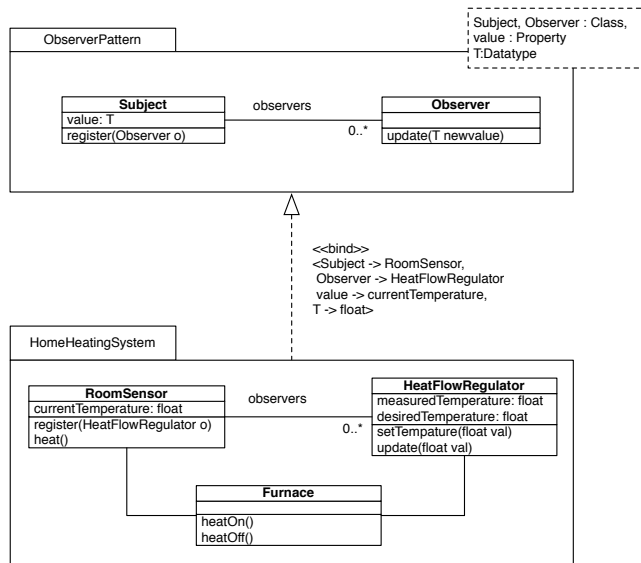 Subject, Observer : Class,
value : Property
T:Datatype
ObserverPattern
Subject
value: T
register(Observer o)
observers
0..*
Observer
update(T newvalue)
<<bind>>
<Subject -> RoomSensor,
Observer -> HeatFlowRegulator
value -> currentTemperature,
T -> float>
HomeHeatingSystem
RoomSensor
currentTemperature: float
register(HeatFlowRegulator o)
heat()
observers
0..*
HeatFlowRegulator
measuredTemperature: float
desiredTemperature: float
setTempature(float val)
update(float val)
Furnace
heatOn()
heatOff()